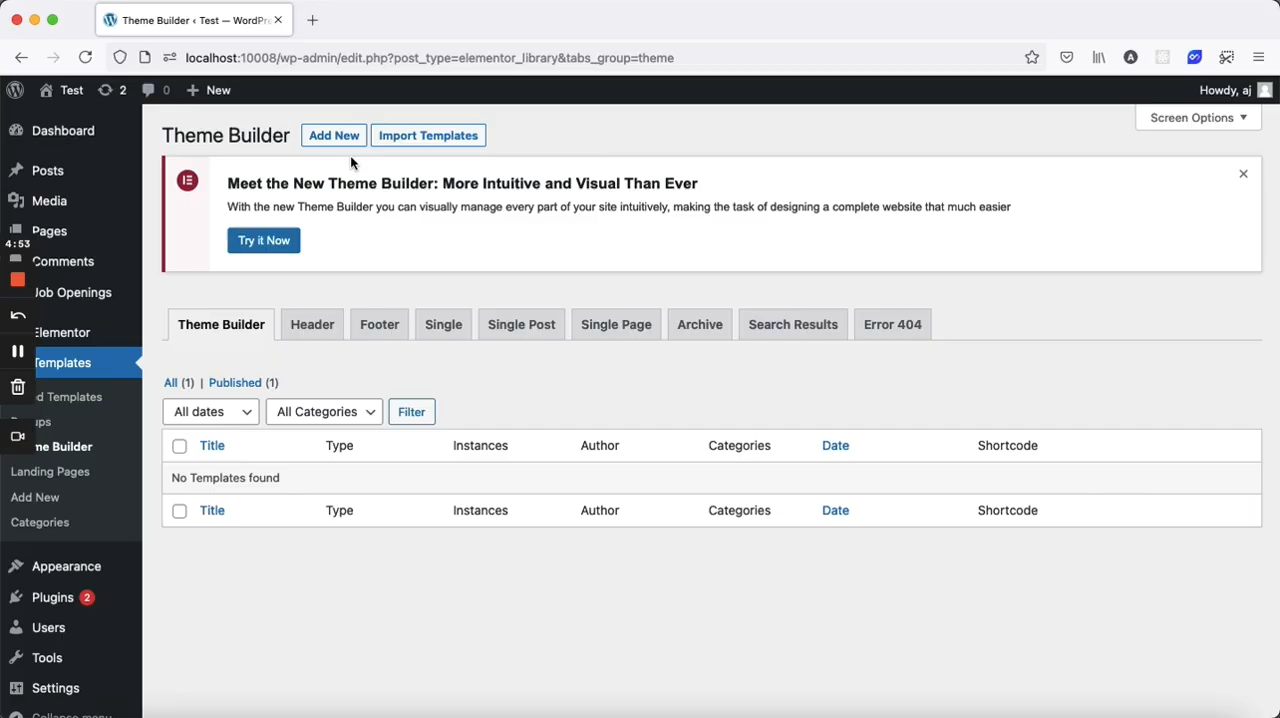 Theme Builder ‹ Test — WordPre
localhost:10008/wp-admin/edit.php?post_type=elementor_library&tabs_group=theme
Test
2
0
New
Howdy, aj
Dashboard
Posts
Media
Pages
4:53
Comments
Job Openings
Elementor
Templates
d Templates
ups
me Builder
Landing Pages
Add New
Categories
Appearance
Plugins 2
Users
Tools
Settings
Collapse menu
Screen Options
Theme Builder
Add New
Import Templates
Meet the New Theme Builder: More Intuitive and Visual Than Ever
With the new Theme Builder you can visually manage every part of your site intuitively, making the task of designing a complete website that much easier
Try it Now
Theme Builder Header Footer Single Single Post Single Page Archive Search Results Error 404
All (1) | Published (1)
All dates All Categories Filter
Title Type Instances Author Categories Date Shortcode
No Templates found
Title Type Instances Author Categories Date Shortcode